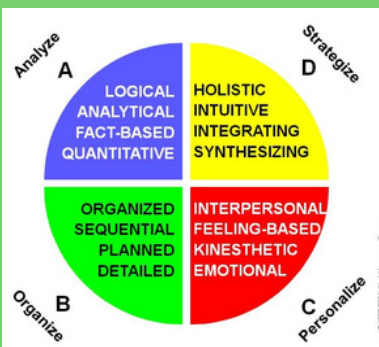 Analyze
A
LOGICAL
ANALYTICAL
FACT-BASED
QUANTITATIVE
Strategize
D
HOLISTIC
INTUITIVE
INTEGRATING
SYNTHESIZING
ORGANIZED
SEQUENTIAL
PLANNED
DETAILED
B
Organize
INTERPERSONAL
FEELING-BASED
KINESTHETIC
EMOTIONAL
C
Personalize